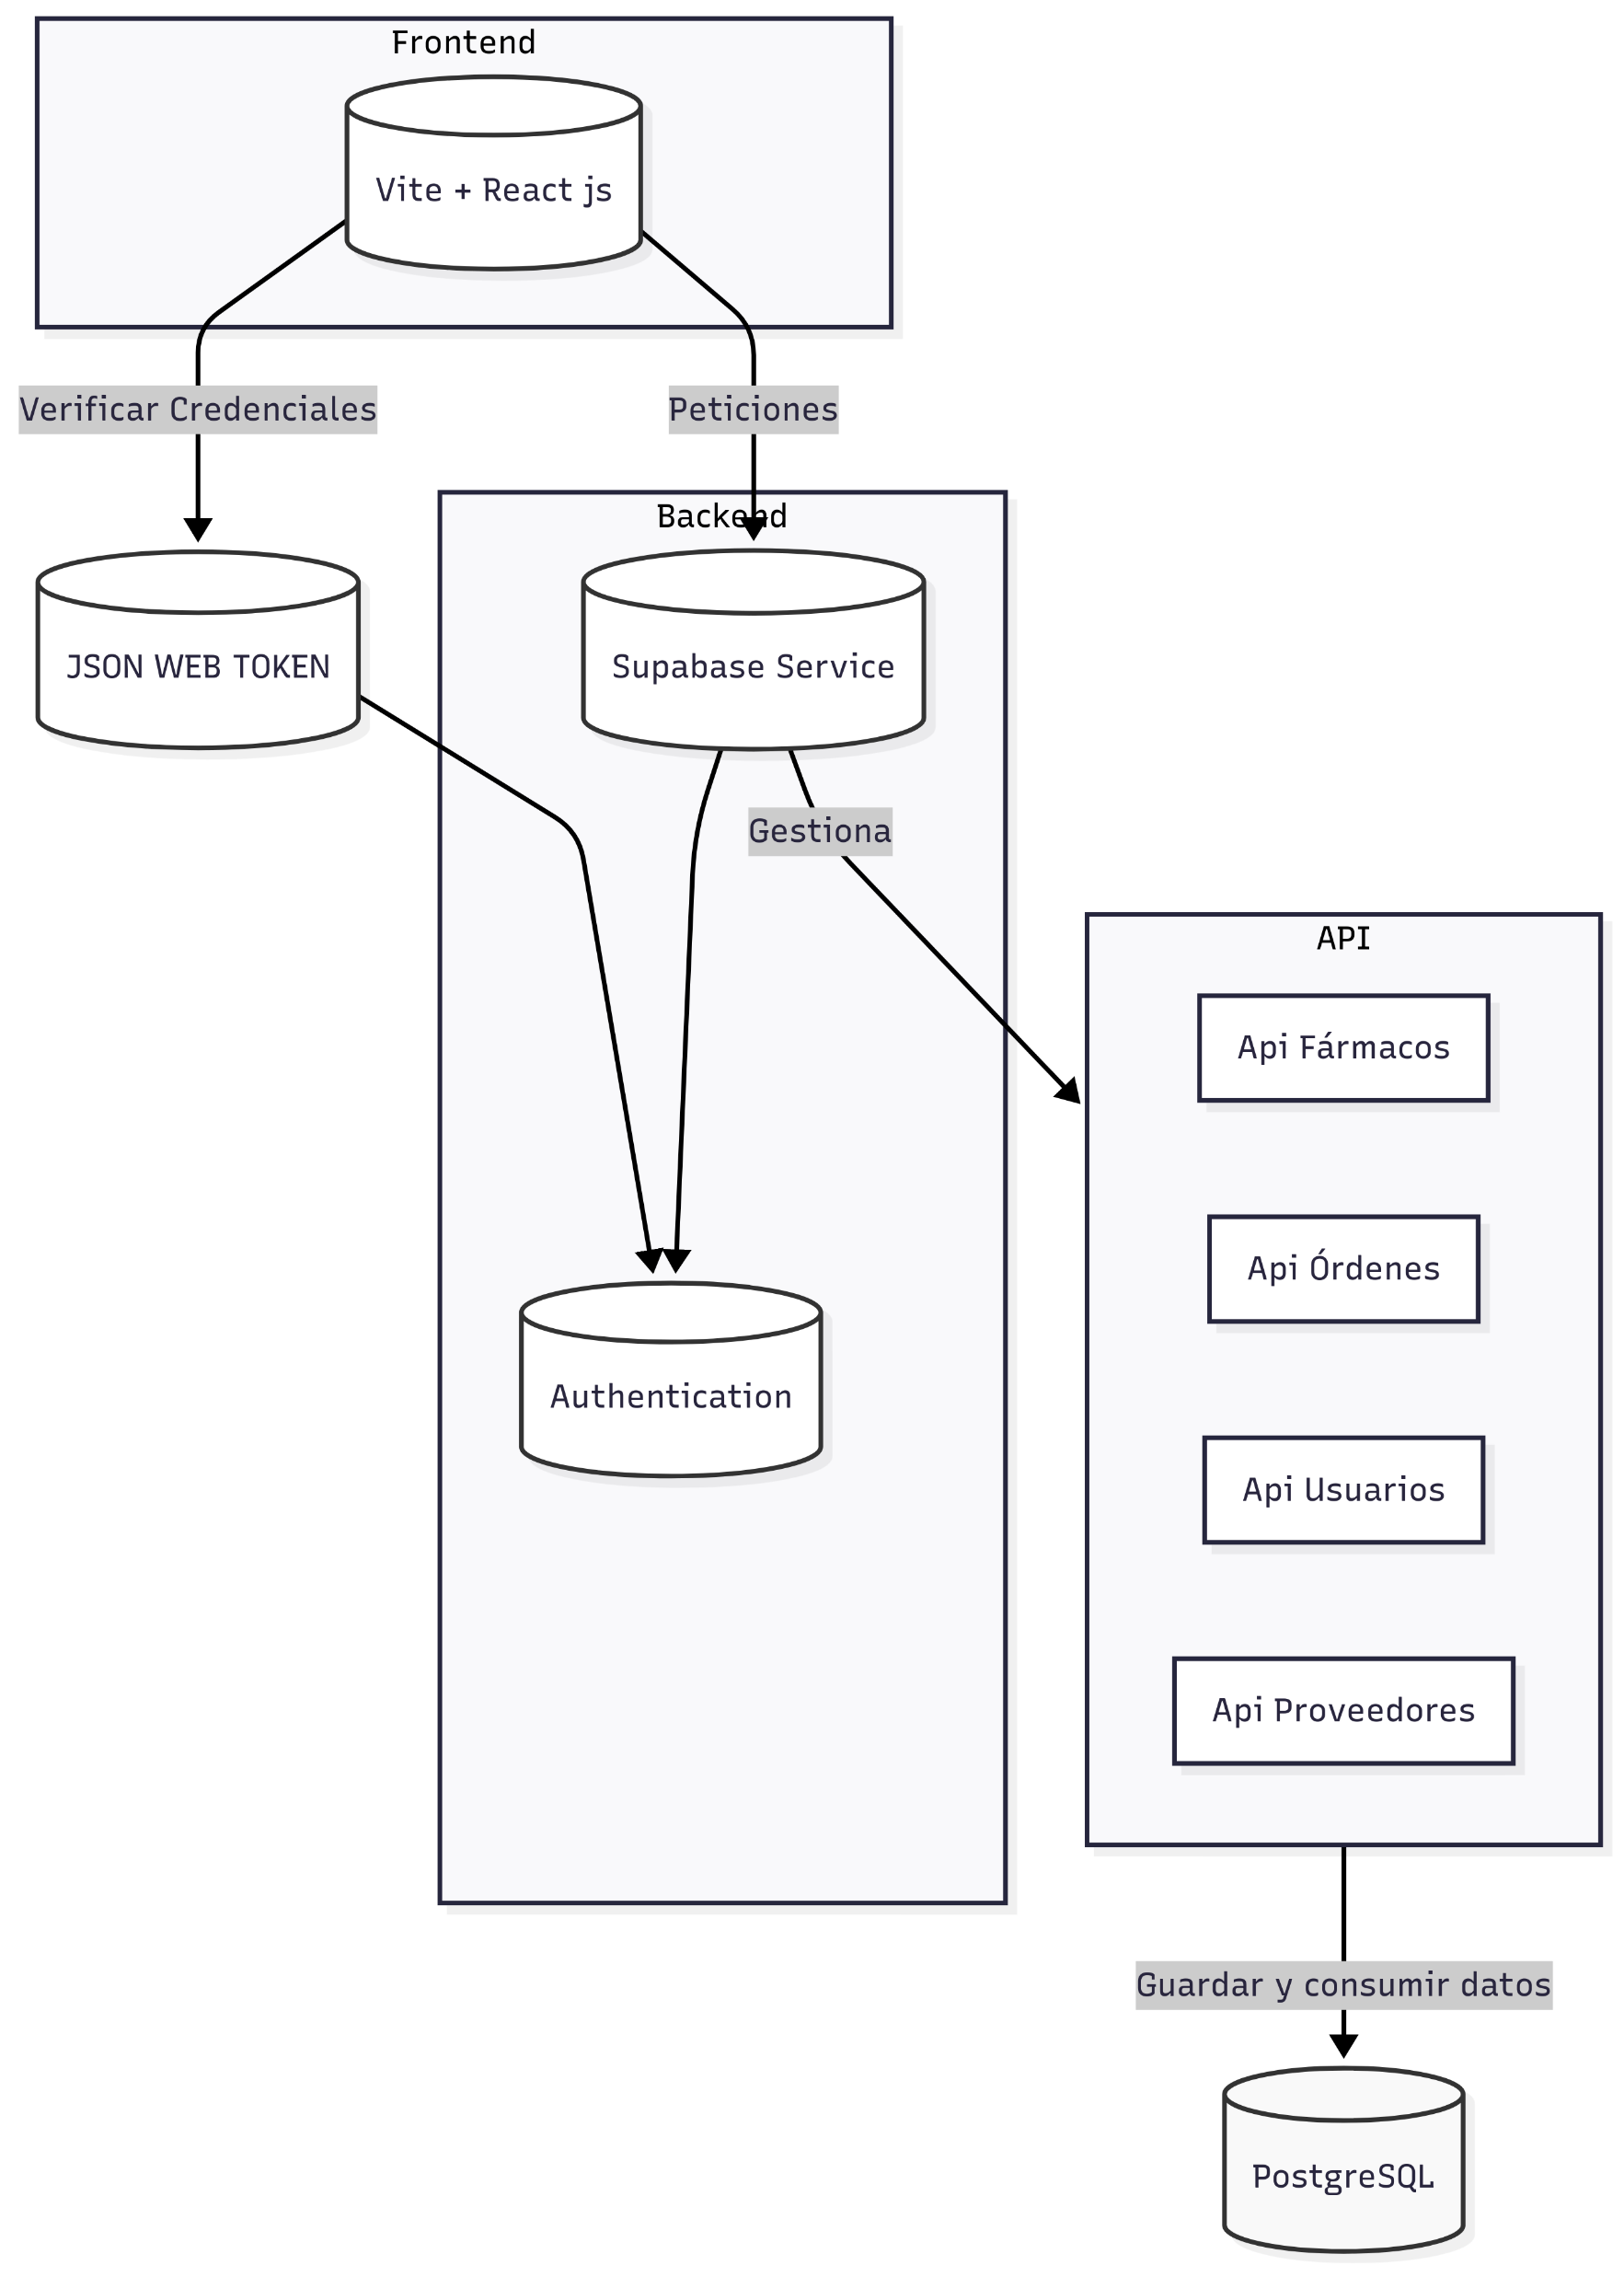 Frontend
Vite + React js
Verificar Credenciales
Peticiones
Backend
JSON WEB TOKEN
Supabase Service
Gestiona
API
Api Fármacos
Api Órdenes
Authentication
Api Usuarios
Api Proveedores
Guardar y consumir datos
PostgreSQL